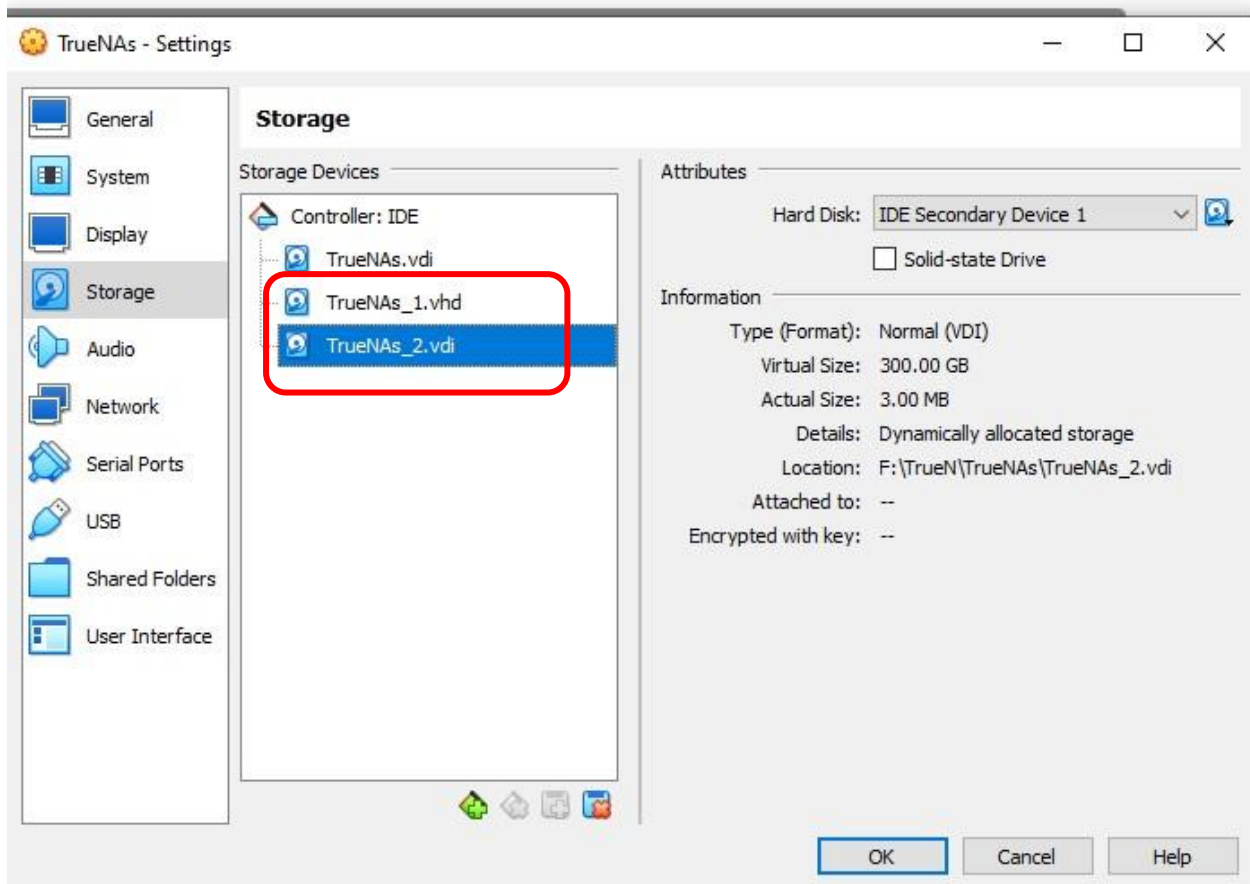 TrueNAs - Settings
General
System
Display
Storage
Audio
Network
Serial Ports
USB
Shared Folders
User Interface
Storage
Storage Devices
Controller: IDE
TrueNAs.vdi
TrueNAs_1.vhd
TrueNAs_2.vdi
Attributes
Hard Disk: IDE Secondary Device 1
Solid-state Drive
Information
Type (Format): Normal (VDI)
Virtual Size: 300.00 GB
Actual Size: 3.00 MB
Details: Dynamically allocated storage
Location: F:\TrueN\TrueNAs\TrueNAs_2.vdi
Attached to: --
Encrypted with key: --
OK Cancel Help